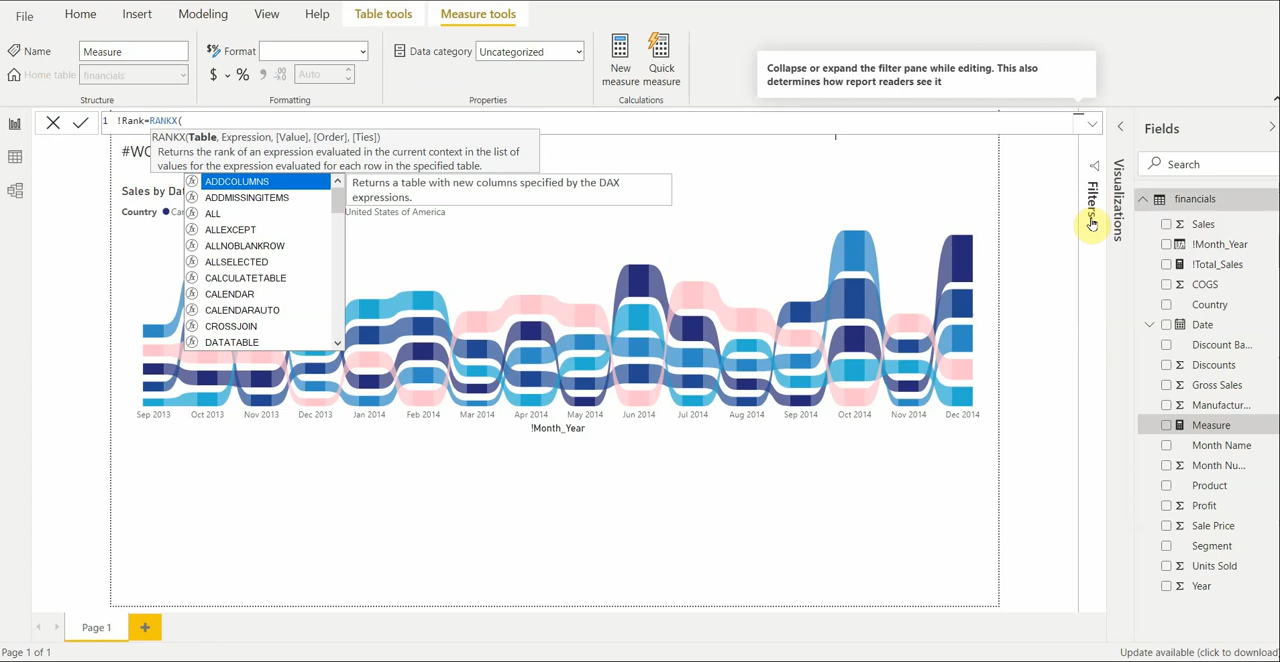 File Home Insert Modeling View Help Table tools Measure tools
Name Measure
Home table financials
Structure
Format
$ % Auto
Formatting
Data category Uncategorized
Properties
New measure
Quick measure
Calculations
Collapse or expand the filter pane while editing. This also
determines how report readers see it
1 !Rank=RANKX(
RANKX(Table, Expression, [Value], [Order], [Ties])
Returns the rank of an expression evaluated in the current context in the list of
values for the expression evaluated for each row in the specified table.
Sales by Dat
Country
United States of America
ADDCOLUMNS
ADDMISSINGITEMS
ALL
ALLEXCEPT
ALLNOBLANKROW
ALLSELECTED
CALCULATETABLE
CALENDAR
CALENDARAUTO
CROSSJOIN
DATATABLE
Returns a table with new columns specified by the DAX
expressions.
Sep 2013 Oct 2013 Nov 2013 Dec 2013 Jan 2014 Feb 2014 Mar 2014 Apr 2014 May 2014 Jun 2014 Jul 2014 Aug 2014 Sep 2014 Oct 2014 Nov 2014 Dec 2014
!Month_Year
Filters
Visualizations
Fields
Search
financials
Sales
!Month_Year
!Total_Sales
COGS
Country
Date
Discount Ba...
Discounts
Gross Sales
Manufactur...
Measure
Month Name
Month Nu...
Product
Profit
Sale Price
Segment
Units Sold
Year
Page 1
Page 1 of 1
Update available (click to download